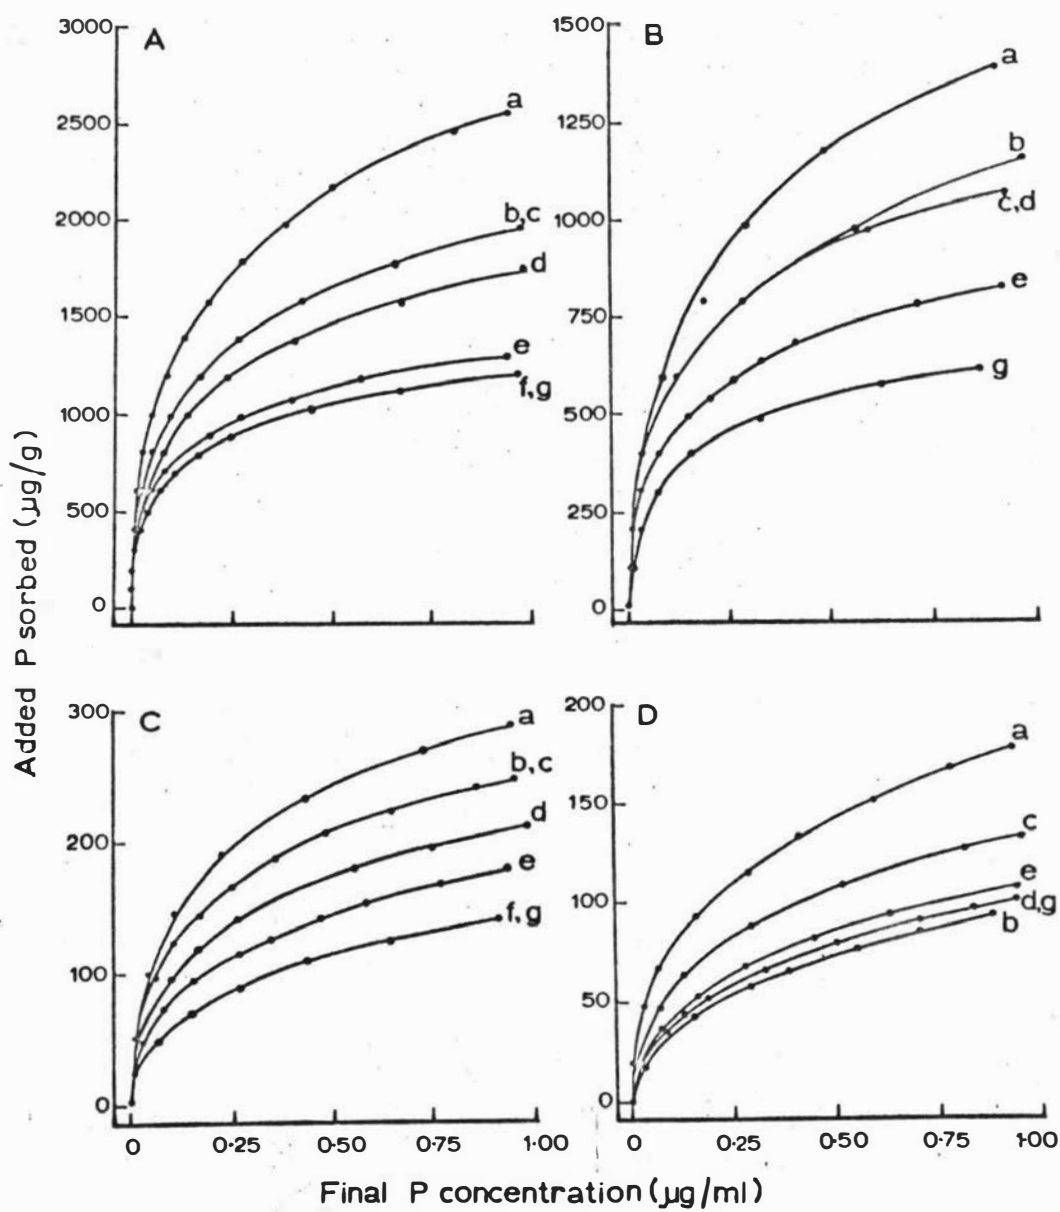 Added P sorbed (µg/g)
A
3000
2500
2000
1500
1000
500
0
a
b,c
d
e
f,g
B
1500
1250
1000
750
500
250
0
a
b
c,d
e
g
C
300
200
100
0
a
b,c
d
e
f,g
0 0·25 0·50 0·75 1·00
D
200
150
100
50
0
a
c
e
d,g
b
0 0·25 0·50 0·75 1·00
Final P concentration (µg/ml)